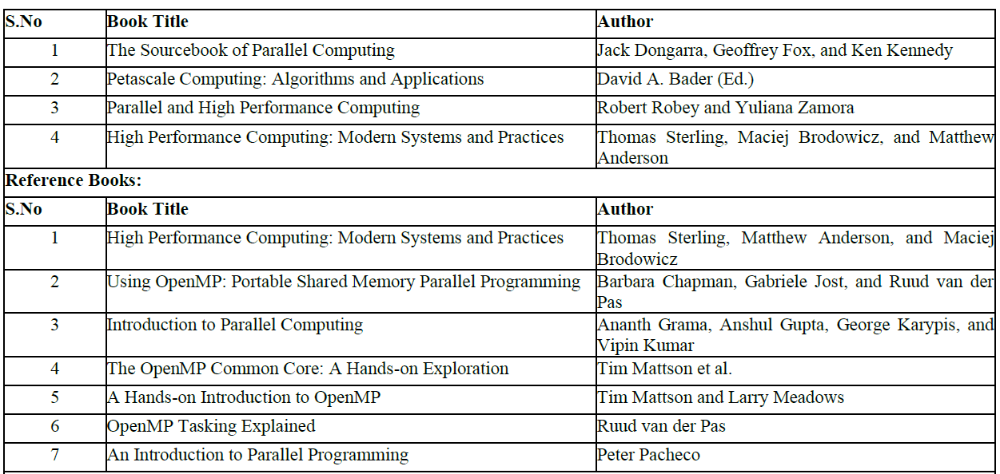 S.No Book Title Author
1 The Sourcebook of Parallel Computing Jack Dongarra, Geoffrey Fox, and Ken Kennedy
2 Petascale Computing: Algorithms and Applications David A. Bader (Ed.)
3 Parallel and High Performance Computing Robert Robey and Yuliana Zamora
4 High Performance Computing: Modern Systems and Practices Thomas Sterling, Maciej Brodowicz, and Matthew
Anderson
Reference Books:
S.No Book Title Author
1 High Performance Computing: Modern Systems and Practices Thomas Sterling, Matthew Anderson, and Maciej
Brodowicz
2 Using OpenMP: Portable Shared Memory Parallel Programming Barbara Chapman, Gabriele Jost, and Ruud van der
Pas
3 Introduction to Parallel Computing Ananth Grama, Anshul Gupta, George Karypis, and
Vipin Kumar
4 The OpenMP Common Core: A Hands-on Exploration Tim Mattson et al.
5 A Hands-on Introduction to OpenMP Tim Mattson and Larry Meadows
6 OpenMP Tasking Explained Ruud van der Pas
7 An Introduction to Parallel Programming Peter Pacheco